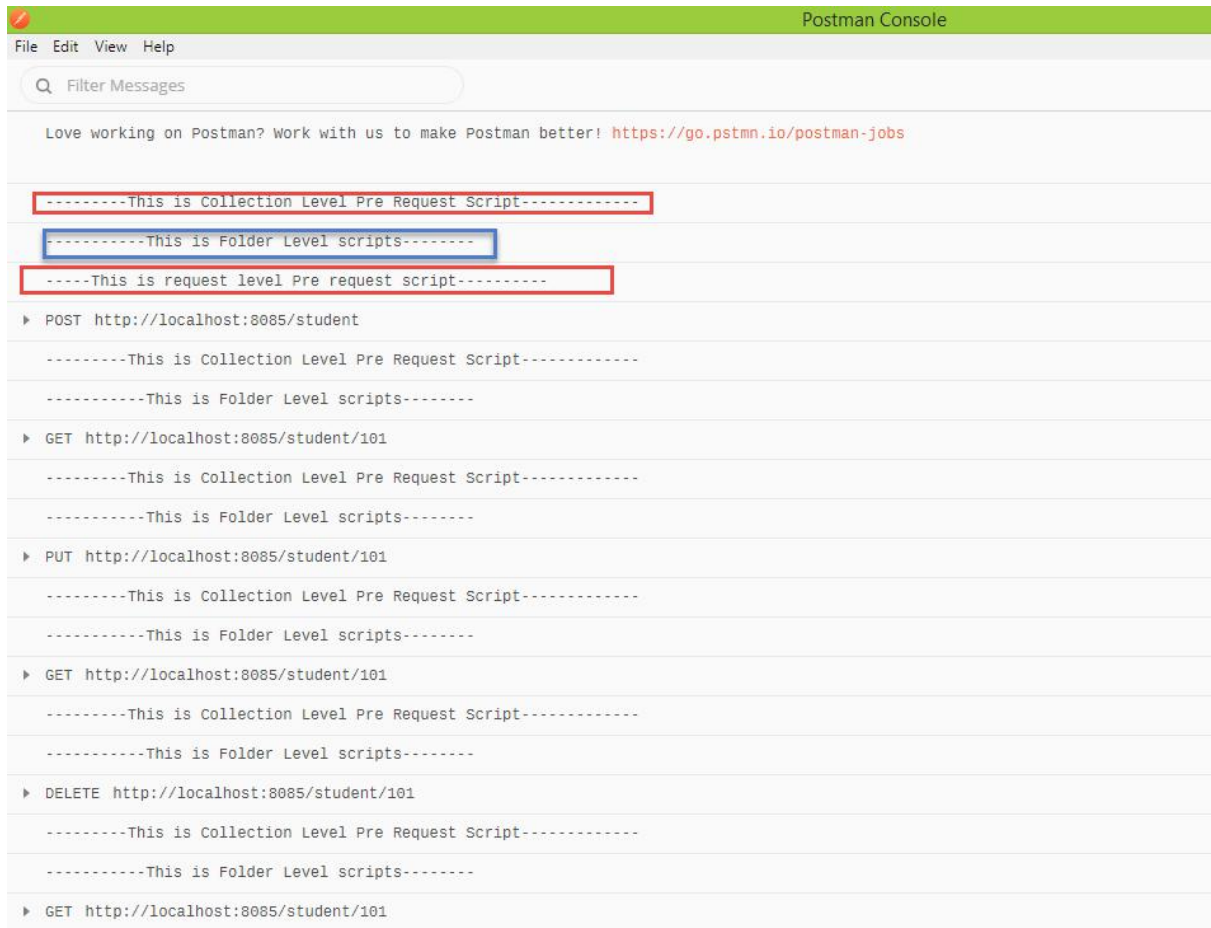 Postman Console
File Edit View Help
Filter Messages
Love working on Postman? Work with us to make Postman better! https://go.pstmn.io/postman-jobs
---------This is Collection Level Pre Request Script-------------
-----------This is Folder Level scripts--------
-----This is request level Pre request script----------
POST http://localhost:8085/student
---------This is Collection Level Pre Request Script-------------
-----------This is Folder Level scripts--------
GET http://localhost:8085/student/101
---------This is Collection Level Pre Request Script-------------
-----------This is Folder Level scripts--------
PUT http://localhost:8085/student/101
---------This is Collection Level Pre Request Script-------------
-----------This is Folder Level scripts--------
GET http://localhost:8085/student/101
---------This is Collection Level Pre Request Script-------------
-----------This is Folder Level scripts--------
DELETE http://localhost:8085/student/101
---------This is Collection Level Pre Request Script-------------
-----------This is Folder Level scripts--------
GET http://localhost:8085/student/101